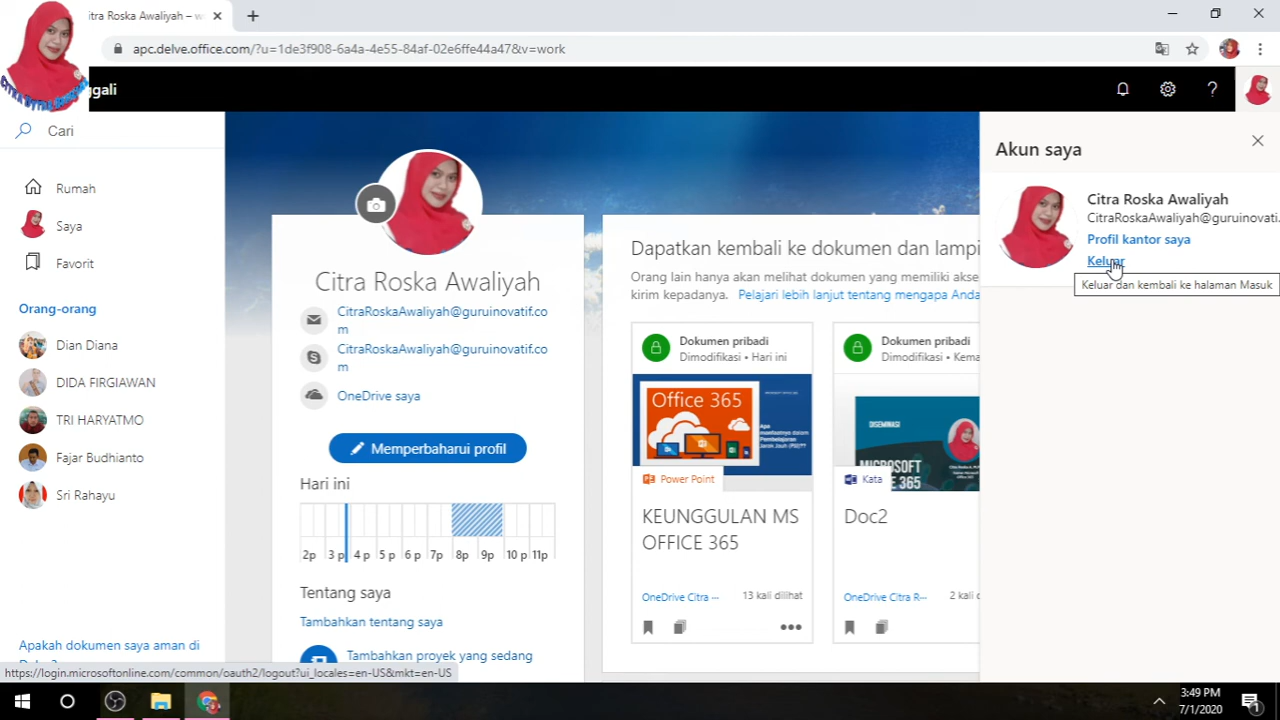 itra Roska Awaliyah – w
apc.delve.office.com/?u=1de3f908-6a4a-4e55-84af-02e6ffe44a47&v=work
ggali
Cari
Rumah
Saya
Favorit
Orang-orang
Dian Diana
DIDA FIRGIAWAN
TRI HARYATMO
Fajar Budhianto
Sri Rahayu
Apakah dokumen saya aman di
Citra Roska Awaliyah
CitraRoskaAwaliyah@guruinovatif.co
m
CitraRoskaAwaliyah@guruinovatif.co
m
OneDrive saya
Memperbaharui profil
Hari ini
2p 3 p 4 p 5 p 6 p 7p 8p 9p 10 p 11p
Tentang saya
Tambahkan tentang saya
Tambahkan proyek yang sedang
Dapatkan kembali ke dokumen dan lampi
Orang lain hanya akan melihat dokumen yang memiliki akse
kirim kepadanya. Pelajari lebih lanjut tentang mengapa Anda
Dokumen pribadi
Dimodifikasi • Hari ini
Office 365
Apa
Power Point
KEUNGGULAN MS
OFFICE 365
OneDrive Citra ...
13 kali dilihat
Dokumen pribadi
Dimodifikasi • Kema
DISEMINASI
MICROSOFT
OFFICE 365
Kata
Doc2
OneDrive Citra R...
2 kali d
Akun saya
Citra Roska Awaliyah
CitraRoskaAwaliyah@guruinovati.
Profil kantor saya
Keluar
Keluar dan kembali ke halaman Masuk
https://login.microsoftonline.com/common/oauth2/logout?ui_locales=en-US&mkt=en-US
3:49 PM
7/1/2020
1